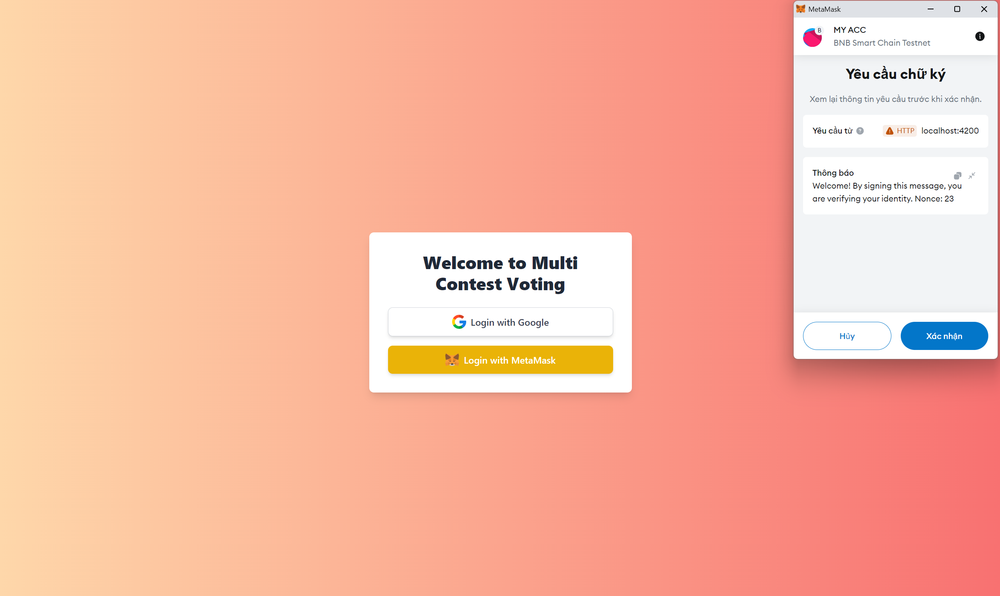 MetaMask
B
MY ACC
BNB Smart Chain Testnet
Yêu cầu chữ ký
Xem lại thông tin yêu cầu trước khi xác nhận.
Yêu cầu từ
HTTP localhost:4200
Thông báo
Welcome! By signing this message, you
are verifying your identity. Nonce: 23
Hủy
Xác nhận
Welcome to Multi
Contest Voting
Login with Google
Login with MetaMask